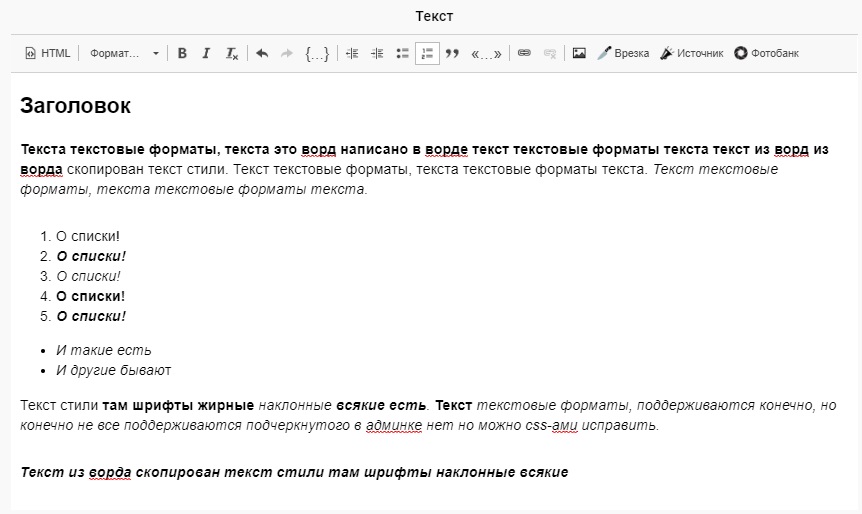 Текст
HTML Формат... B I Tx {...} «...» Врезка Источник Фотобанк
Заголовок
Текста текстовые форматы, текста это ворд написано в ворде текст текстовые форматы текста текст из ворд из
ворда скопирован текст стили. Текст текстовые форматы, текста текстовые форматы текста. Текст текстовые
форматы, текста текстовые форматы текста.
1. О списки!
2. О списки!
3. О списки!
4. О списки!
5. О списки!
• И такие есть
• И другие бывают
Текст стили там шрифты жирные наклонные всякие есть. Текст текстовые форматы, поддерживаются конечно, но
конечно не все поддерживаются подчеркнутого в админке нет но можно css-ами исправить.
Текст из ворда скопирован текст стили там шрифты наклонные всякие